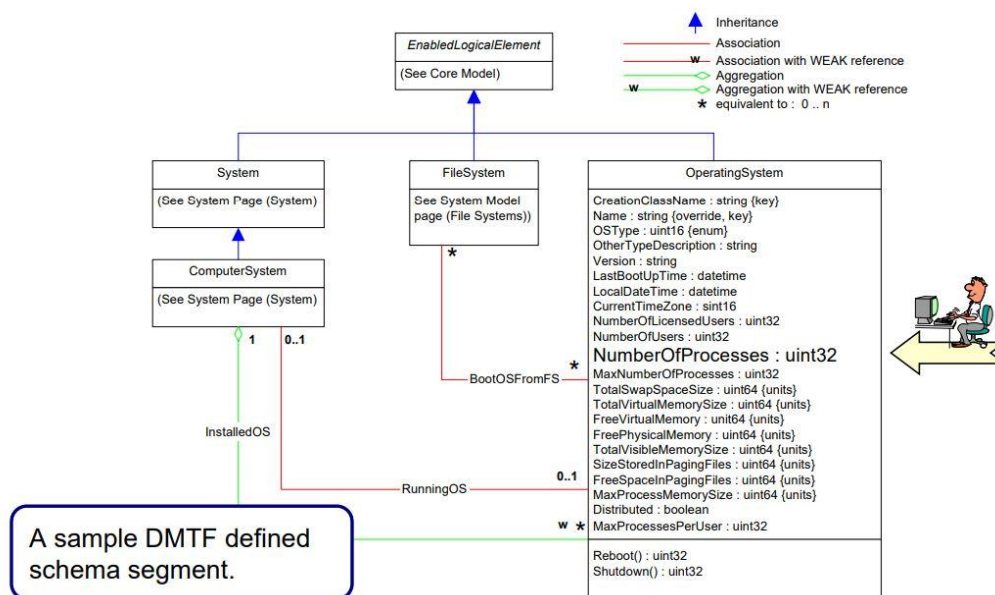 Inheritance
Association
w
Association with WEAK reference
Aggregation
w
Aggregation with WEAK reference
* equivalent to : 0 .. n
EnabledLogicalElement
(See Core Model)
System
(See System Page (System)
FileSystem
See System Model
page (File Systems))
*
ComputerSystem
(See System Page (System)
1
0..1
OperatingSystem
CreationClassName : string {key}
Name : string {override, key}
OSType : uint16 {enum}
OtherTypeDescription : string
Version : string
LastBootUpTime : datetime
LocalDateTime : datetime
CurrentTimeZone : sint16
NumberOfLicensedUsers : uint32
NumberOfUsers : uint32
NumberOfProcesses : uint32
MaxNumberOfProcesses : uint32
TotalSwapSpaceSize : uint64 {units}
TotalVirtualMemorySize : uint64 {units}
FreeVirtualMemory : uint64 {units}
FreePhysicalMemory : uint64 {units}
TotalVisibleMemorySize : uint64 {units}
SizeStoredInPagingFiles : uint64 {units}
FreeSpaceInPagingFiles : uint64 {units}
MaxProcessMemorySize : uint64 {units}
Distributed : boolean
MaxProcessesPerUser : uint32
Reboot() : uint32
Shutdown() : uint32
*
BootOSFromFS
InstalledOS
0..1
RunningOS
w *
A sample DMTF defined
schema segment.